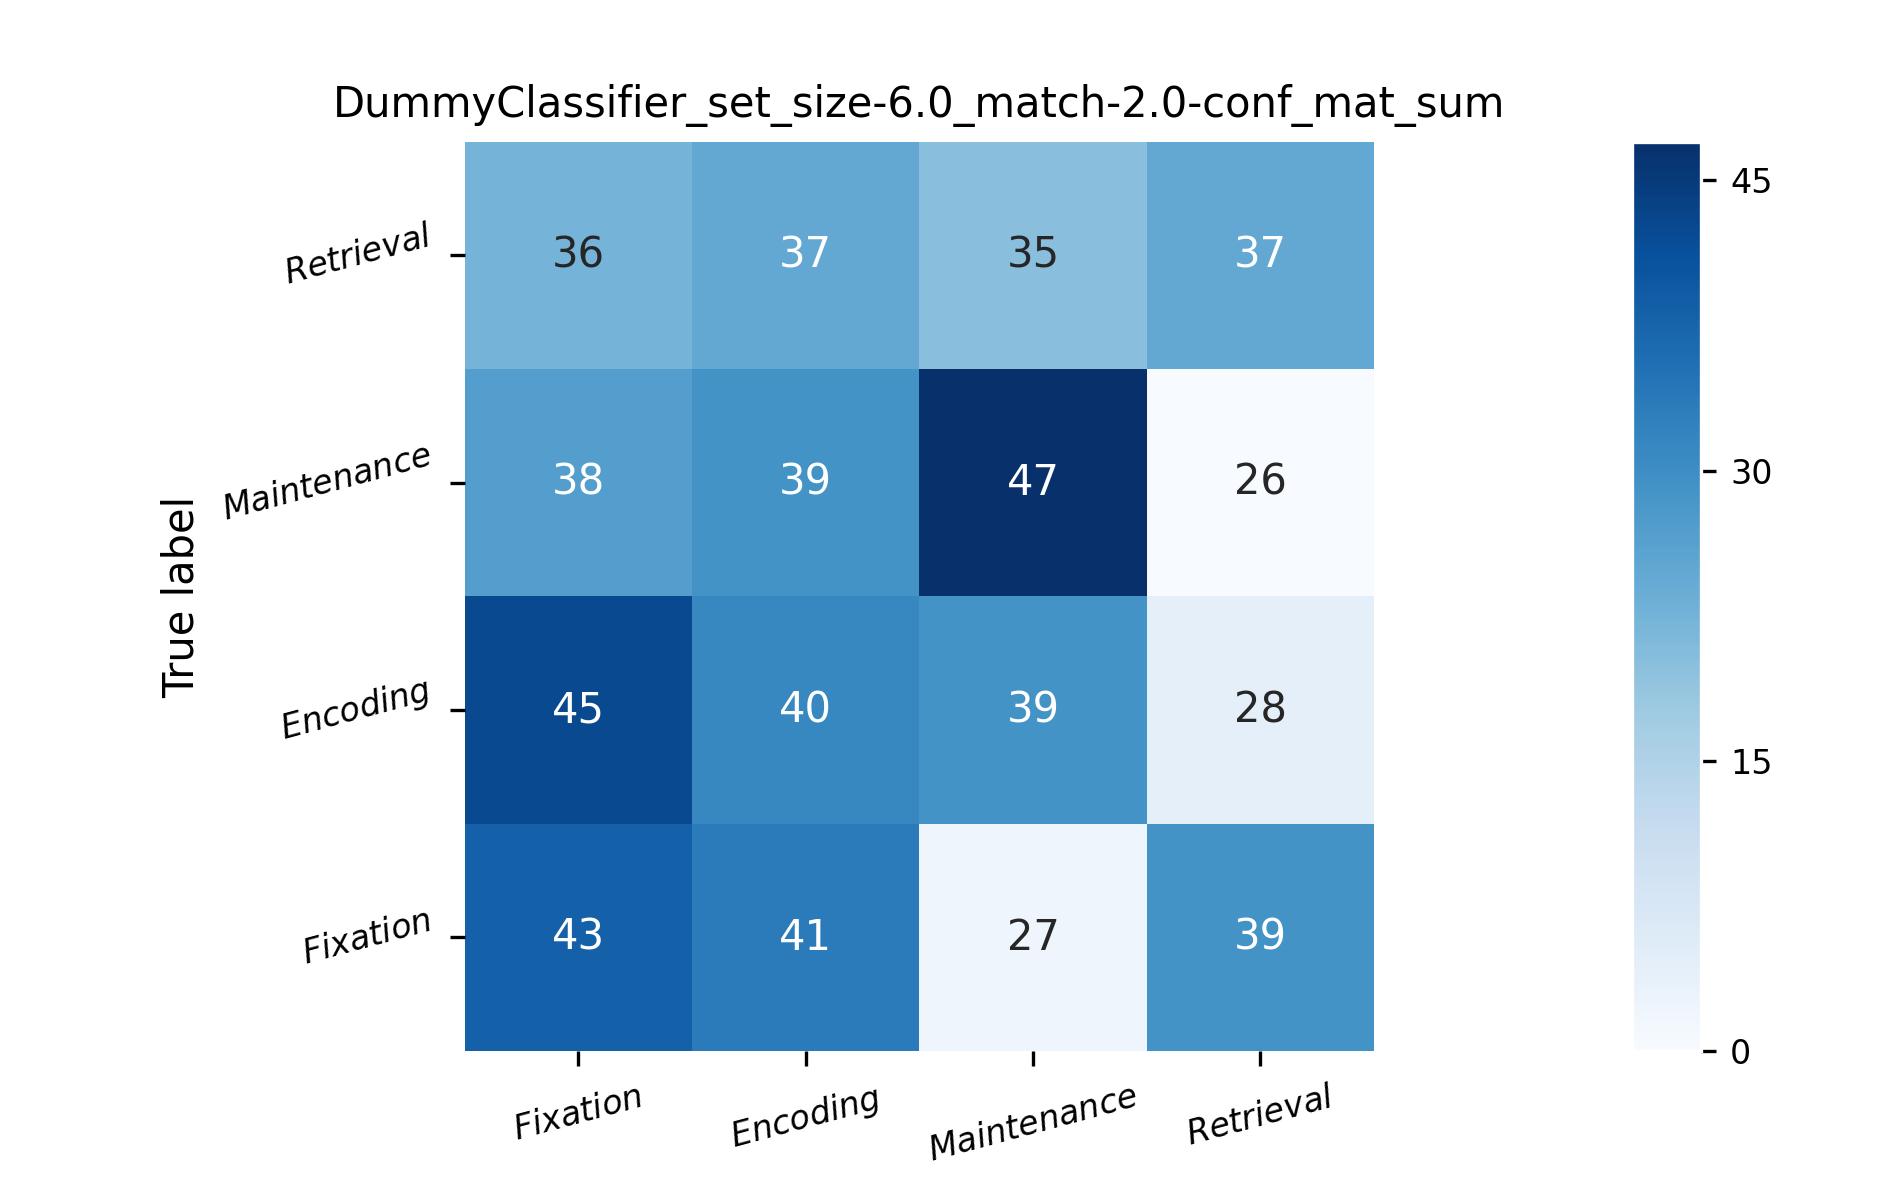 DummyClassifier_set_size-6.0_match-2.0-conf_mat_sum
True label
Retrieval 36 37 35 37
Maintenance 38 39 47 26
Encoding 45 40 39 28
Fixation 43 41 27 39
Fixation Encoding Maintenance Retrieval
45
30
15
0